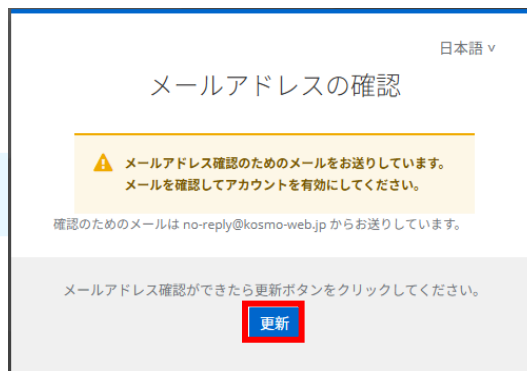 日本語 ∨
メールアドレスの確認
メールアドレス確認のためのメールをお送りしています。
メールを確認してアカウントを有効にしてください。
確認のためのメールは no-reply@kosmo-web.jp からお送りしています。
メールアドレス確認ができたら更新ボタンをクリックしてください。
更新